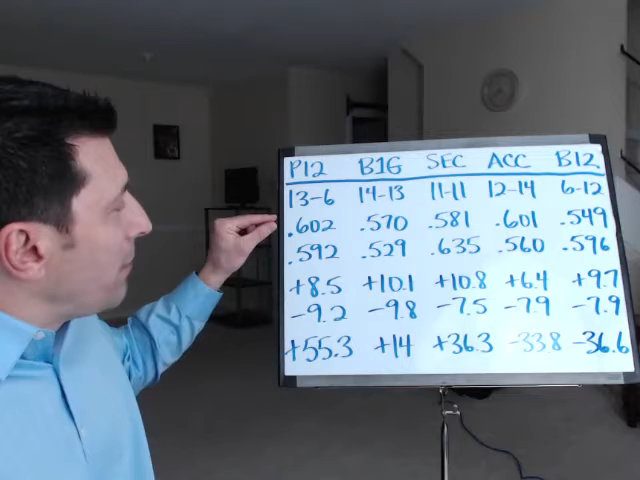 P12 B1G SEC ACC B12
13-6 14-13 11-11 12-14 6-12
.602 .570 .581 .601 .549
.592 .529 .635 .560 .596
+8.5 +10.1 +10.8 +6.4 +9.7
-9.2 -9.8 -7.5 -7.9 -7.9
+55.3 +14 +36.3 -33.8 -36.6